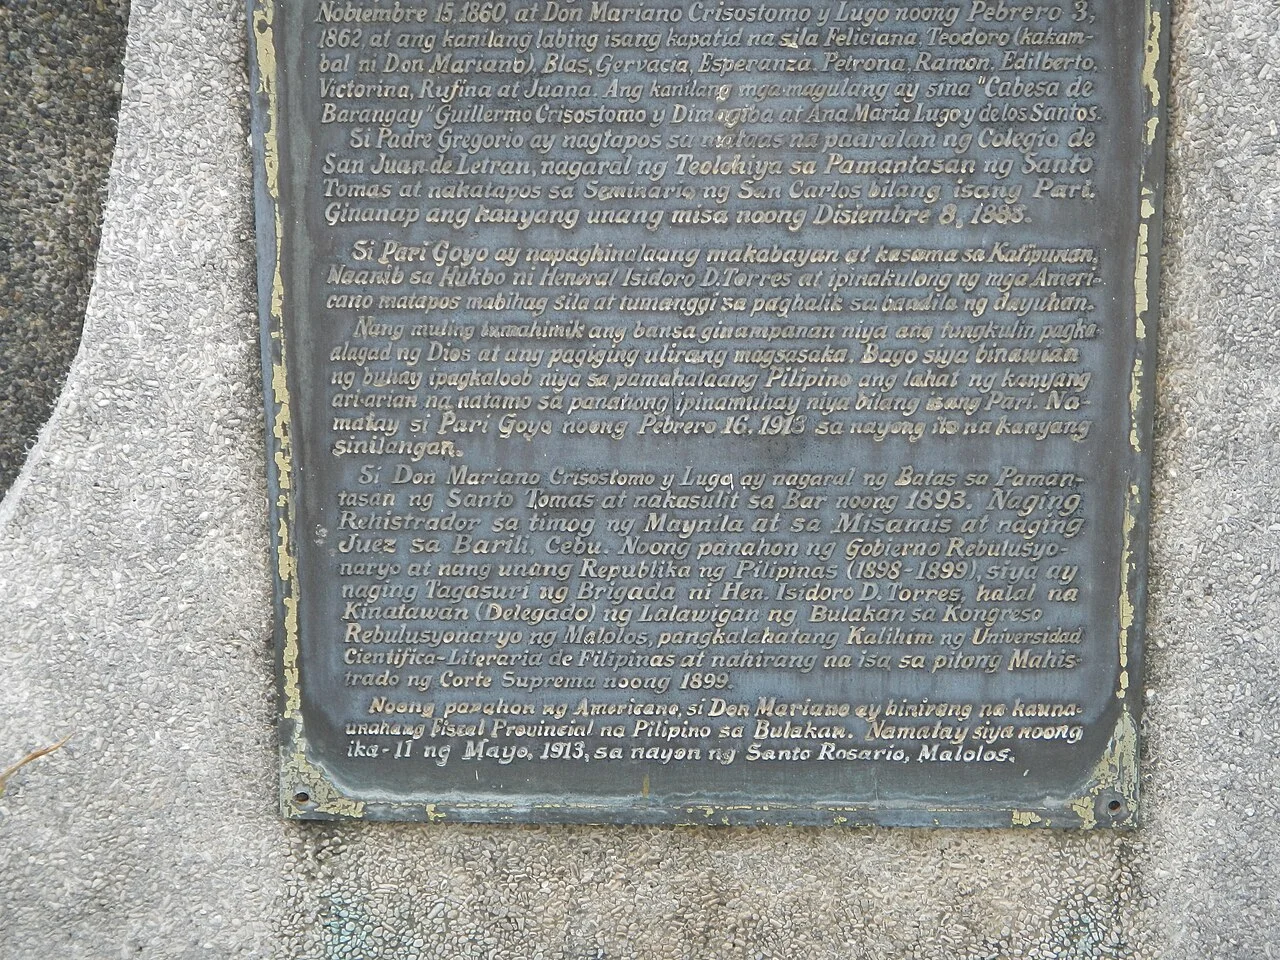 Nobiembre 15, 1860, at Don Mariano Crisostomo y Lugo noong Pebrero 3,
1862, at ang kanilang labing isang kapatid na sila Feliciana, Teodoro (kakam-
bal ni Don Mariano), Blas, Gervacia, Esperanza, Petrona, Ramon, Edilberto,
Victorina, Rufina at Juana. Ang kanilang mga magulang ay sina "Cabesa de
Barangay" Guillermo Crisostomo y Dimagiba at Ana Maria Lugo y de los Santos.
Si Padre Gregorio ay nagtapos sa mataas na paaralan ng Colegio de
San Juan de Letran, nagaral ng Teolohiya sa Pamantasan ng Santo
Tomas at nakatapos sa Seminario ng San Carlos bilang isang Pari.
Ginanap ang kanyang unang misa noong Disiembre 8,
Si Pari Goyo ay napaghinalaang makabayan at kasama sa Katipunan.
Naanib sa Hukbo ni Heneral Isidoro D. Torres at ipinakulong ng mga Ameri-
cano matapos mabihag sila at tumanggi sa paghalik sa bandila ng dayuhan.
Nang muling tumahimik ang bansa ginampanan niya ang tungkulin pagka-
alagad ng Dios at ang pagiging ulirang magsasaka. Bago siya binawian
ng buhay ipagkaloob niya sa pamahalaang Pilipino ang lahat ng kanyang
ari-arian na natamo sa panahong ipinamuhay niya bilang isang Pari. Na-
matay si Pari Goyo noong Pebrero 16, 1913 sa nayong ito na kanyang
sinilangan.
Si Don Mariano Crisostomo y Lugo ay nagaral ng Batas sa Paman-
tasan ng Santo Tomas at nakasulit sa Bar noong 1893. Naging
Rehistrador sa timog ng Maynila at sa Misamis at naging
Juez sa Barili, Cebu. Noong panahon ng Gobierno Rebulusyo-
naryo at nang unang Republika ng Pilipinas (1898-1899), siya ay
naging Tagasuri ng Brigada ni Hen. Isidoro D. Torres, halal na
Kinatawan (Delegado) ng Lalawigan ng Bulakan sa Kongreso
Rebulusyonaryo ng Malolos, pangkalahatang Kalihim ng Universidad
Cientifica-Literaria de Filipinas at nahirang na isa sa pitong Mahis-
trado ng Corte Suprema noong 1899.
Noong panahon ng Americano, si Don Mariano ay hinirang na kauna-
unahang Fiscal Provincial na Pilipino sa Bulakan. Namatay siya noong
ika-11 ng Mayo, 1913, sa nayon ng Santo Rosario, Malolos.